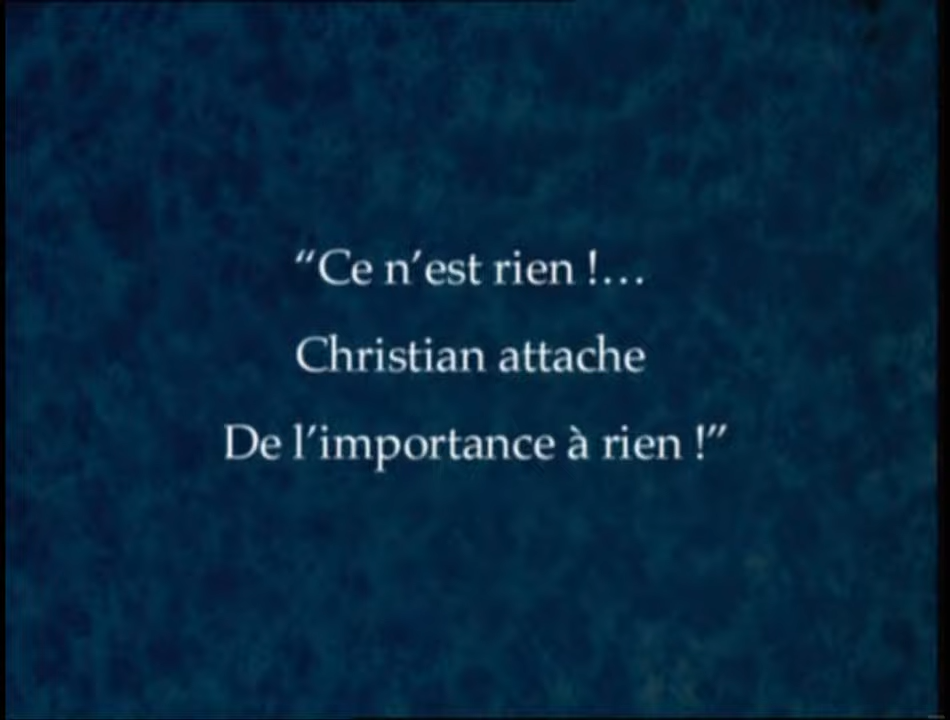 “Ce n’est rien !…
Christian attache
De l’importance à rien !”